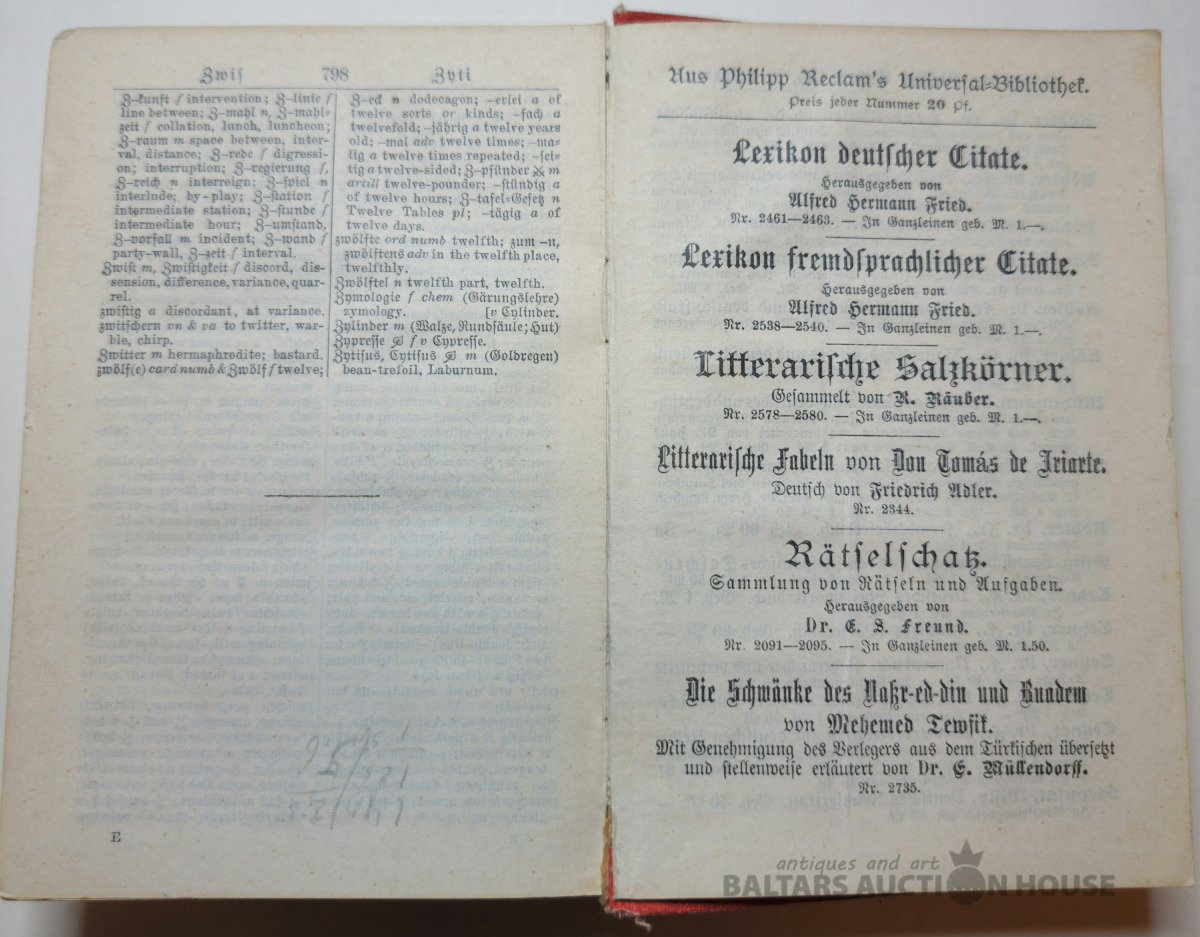 Zwis 798 Zyti
Z-kunft f intervention; Z-linie f
line between; Z-mahl n, Z-mahl=
zeit f collation, lunch, luncheon;
Z-raum m space between, inter-
val, distance; Z-rede f digressi-
on; interruption; Z-regierung f,
Z-reich n interreign; Z-spiel n
interlude; by-play; Z-station f
intermediate station; Z-stunde f
intermediate hour; Z-umstand,
Z-vorfall m incident; Z-wand f
party-wall, Z-zeit f interval.
Zwist m, Zwistigkeit f discord, dis-
sension, difference, variance, quar-
rel.
zwistig a discordant, at variance.
zwitschern vn & va to twitter, war-
ble, chirp.
Zwitter m hermaphrodite; bastard.
zwölf(e) card numb & Zwölf f twelve;
Z-eck n dodecagon; -erlei a of
twelve sorts or kinds; -fach a
twelvefold; -jährig a twelve years
old; -mal adv twelve times; -ma=
lig a twelve times repeated; -sei=
tig a twelve-sided; Z-pfünder ⚔ m
artill twelve-pounder; -stündig a
of twelve hours; Z-tafel=Gesetz n
Twelve Tables pl; -tägig a of
twelve days.
zwölfte ord numb twelfth; zum -n,
zwölftens adv in the twelfth place,
twelfthly.
Zwölftel n twelfth part, twelfth.
Zymologie f chem (Gärungslehre)
zymology. [v Cylinder.
Zylinder m (Walze, Rundsäule; Hut)
Zypresse f v Cypresse.
Zytisus, Cytisus m (Goldregen)
bean-trefoil, Laburnum.
E
Aus Philipp Reclam's Universal=Bibliothek.
Preis jeder Nummer 20 Pf.
Lexikon deutscher Citate.
Herausgegeben von
Alfred Hermann Fried.
Nr. 2461—2463. — In Ganzleinen geb. M. 1.—.
Lexikon fremdsprachlicher Citate.
Herausgegeben von
Alfred Hermann Fried.
Nr. 2538—2540. — In Ganzleinen geb. M. 1.—.
Litterarische Salzkörner.
Gesammelt von R. Räuber.
Nr. 2578—2580. — In Ganzleinen geb. M. 1.—.
Litterarische Fabeln von Don Tomás de Iriarte.
Deutsch von Friedrich Adler.
Nr. 2344.
Rätselschatz.
Sammlung von Rätseln und Aufgaben.
Herausgegeben von
Dr. E. S. Freund.
Nr. 2091—2095. — In Ganzleinen geb. M. 1.50.
Die Schwänke des Naßr-ed-din und Buadem
von Mehemed Tewfik.
Mit Genehmigung des Verlegers aus dem Türkischen übersetzt
und stellenweise erläutert von Dr. E. Müllendorff.
Nr. 2735.
antiques and art
BALTARS AUCTION HOUSE